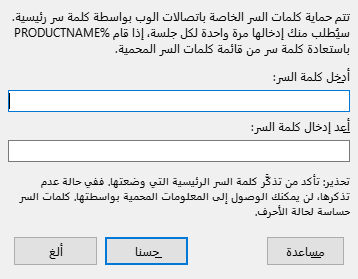 تتم حماية كلمات السر الخاصة باتصالات الوب بواسطة كلمة سر رئيسية.
سيُطلب منك إدخالها مرة واحدة لكل جلسة، إذا قام %PRODUCTNAME
باستعادة كلمة سر من قائمة كلمات السر المحمية.
أدخل كلمة السر:
أعد إدخال كلمة السر:
تحذير: تأكد من تذكّر كلمة السر الرئيسية التي وضعتها. ففي حالة عدم
تذكرها، لن يمكنك الوصول إلى المعلومات المحمية بواسطتها. كلمات السر
حساسة لحالة الأحرف.
مساعدة
حسنا
ألغ